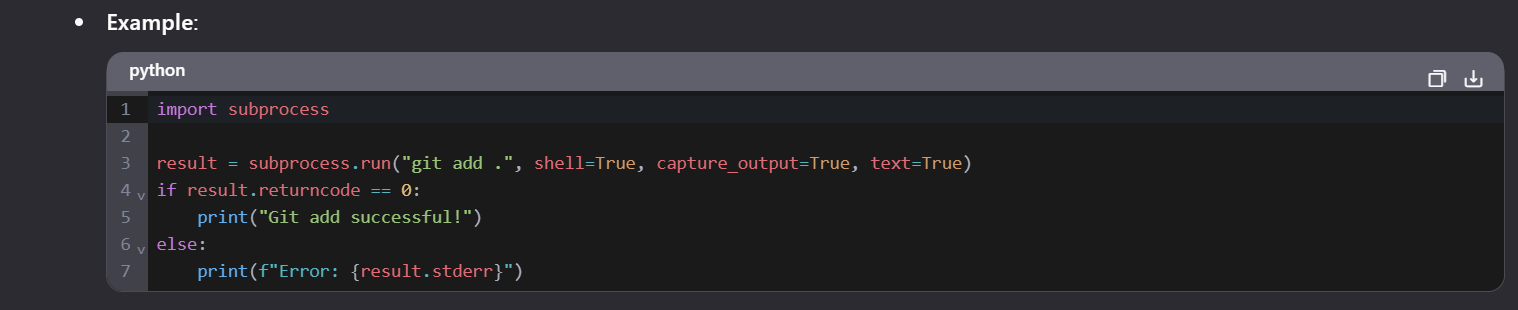 • Example:
python
1 import subprocess
2
3 result = subprocess.run("git add .", shell=True, capture_output=True, text=True)
4 if result.returncode == 0:
5     print("Git add successful!")
6 else:
7     print(f"Error: {result.stderr}")